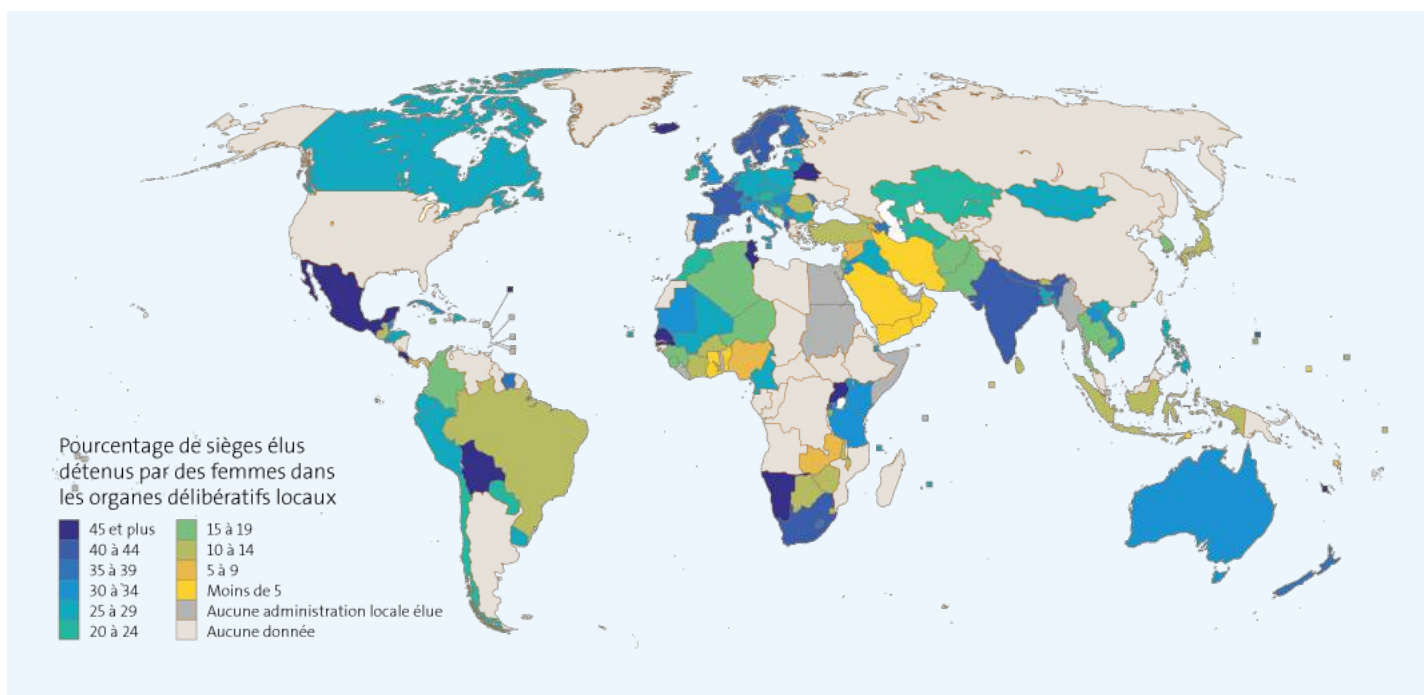 Pourcentage de sièges élus
détenus par des femmes dans
les organes délibératifs locaux
45 et plus
40 à 44
35 à 39
30 à 34
25 à 29
20 à 24
15 à 19
10 à 14
5 à 9
Moins de 5
Aucune administration locale élue
Aucune donnée